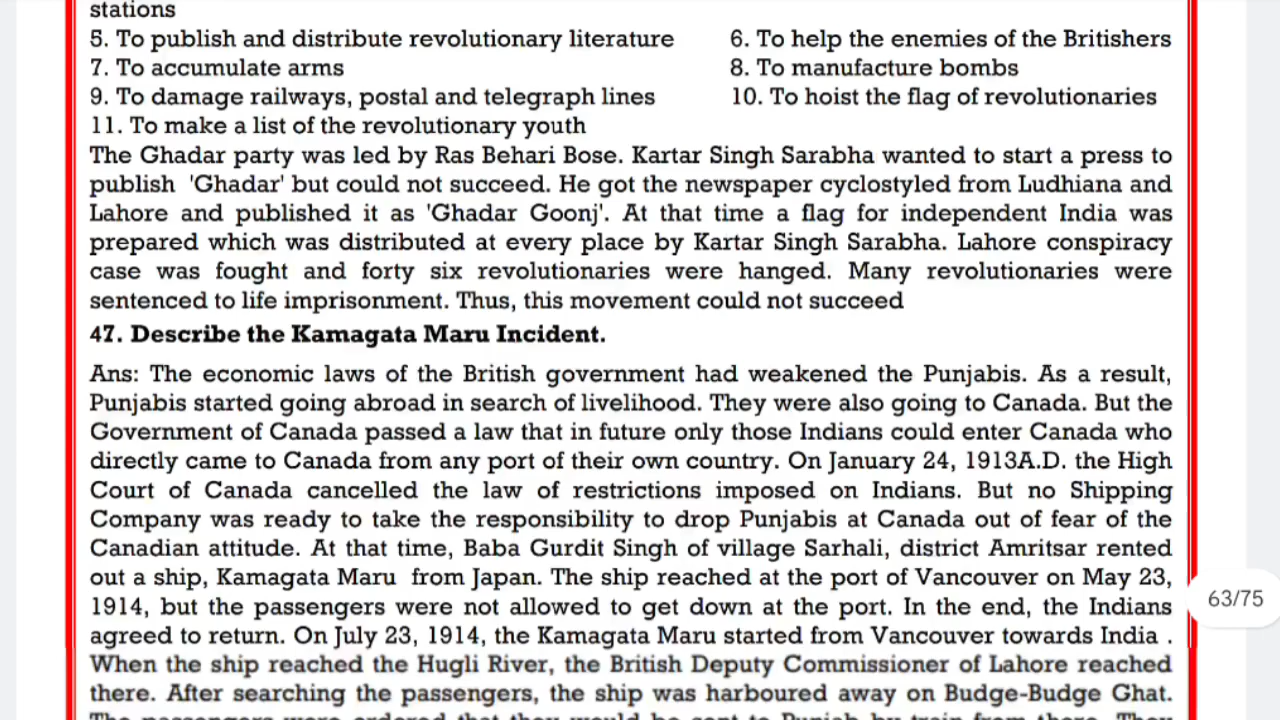 stations
5. To publish and distribute revolutionary literature 6. To help the enemies of the Britishers
7. To accumulate arms 8. To manufacture bombs
9. To damage railways, postal and telegraph lines 10. To hoist the flag of revolutionaries
11. To make a list of the revolutionary youth
The Ghadar party was led by Ras Behari Bose. Kartar Singh Sarabha wanted to start a press to
publish 'Ghadar' but could not succeed. He got the newspaper cyclostyled from Ludhiana and
Lahore and published it as 'Ghadar Goonj'. At that time a flag for independent India was
prepared which was distributed at every place by Kartar Singh Sarabha. Lahore conspiracy
case was fought and forty six revolutionaries were hanged. Many revolutionaries were
sentenced to life imprisonment. Thus, this movement could not succeed
47. Describe the Kamagata Maru Incident.
Ans: The economic laws of the British government had weakened the Punjabis. As a result,
Punjabis started going abroad in search of livelihood. They were also going to Canada. But the
Government of Canada passed a law that in future only those Indians could enter Canada who
directly came to Canada from any port of their own country. On January 24, 1913A.D. the High
Court of Canada cancelled the law of restrictions imposed on Indians. But no Shipping
Company was ready to take the responsibility to drop Punjabis at Canada out of fear of the
Canadian attitude. At that time, Baba Gurdit Singh of village Sarhali, district Amritsar rented
out a ship, Kamagata Maru from Japan. The ship reached at the port of Vancouver on May 23,
1914, but the passengers were not allowed to get down at the port. In the end, the Indians
agreed to return. On July 23, 1914, the Kamagata Maru started from Vancouver towards India .
When the ship reached the Hugli River, the British Deputy Commissioner of Lahore reached
there. After searching the passengers, the ship was harboured away on Budge-Budge Ghat.
63/75